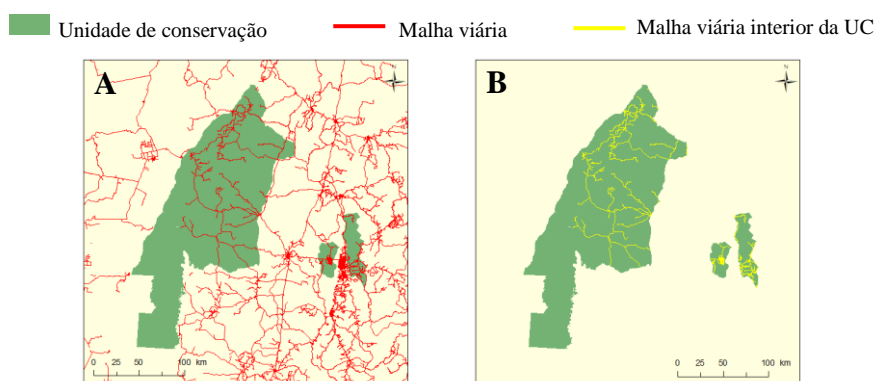 Unidade de conservação
Malha viária
Malha viária interior da UC
A
N
B
N
0 25 50 100 km
0 25 50 100 km